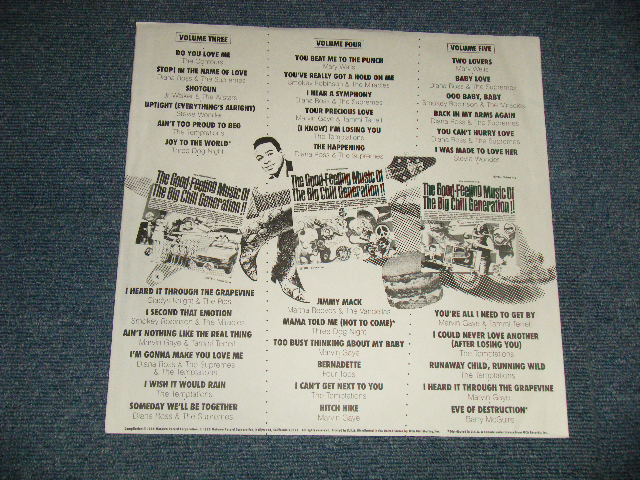 VOLUME THREE
DO YOU LOVE ME
The Contours
STOP! IN THE NAME OF LOVE
Diana Ross & The Supremes
SHOTGUN
Jr. Walker & The Allstars
UPTIGHT (EVERYTHING'S ALRIGHT)
Stevie Wonder
AIN'T TOO PROUD TO BEG
The Temptations
JOY TO THE WORLD*
Three Dog Night
The Good-Feeling Music Of
The Big Chill Generation!!
I HEARD IT THROUGH THE GRAPEVINE
Gladys Knight & The Pips
I SECOND THAT EMOTION
Smokey Robinson & The Miracles
AIN'T NOTHING LIKE THE REAL THING
Marvin Gaye & Tammi Terrell
I'M GONNA MAKE YOU LOVE ME
Diana Ross & The Supremes
& The Temptations
I WISH IT WOULD RAIN
The Temptations
SOMEDAY WE'LL BE TOGETHER
Diana Ross & The Supremes
VOLUME FOUR
YOU BEAT ME TO THE PUNCH
Mary Wells
YOU'VE REALLY GOT A HOLD ON ME
Smokey Robinson & The Miracles
I HEAR A SYMPHONY
Diana Ross & The Supremes
YOUR PRECIOUS LOVE
Marvin Gaye & Tammi Terrell
(I KNOW) I'M LOSING YOU
The Temptations
THE HAPPENING
Diana Ross & The Supremes
The Good-Feeling Music Of
The Big Chill Generation!!
JIMMY MACK
Martha Reeves & The Vandellas
MAMA TOLD ME (NOT TO COME)*
Three Dog Night
TOO BUSY THINKING ABOUT MY BABY
Marvin Gaye
BERNADETTE
Four Tops
I CAN'T GET NEXT TO YOU
The Temptations
HITCH HIKE
Marvin Gaye
VOLUME FIVE
TWO LOVERS
Mary Wells
BABY LOVE
Diana Ross & The Supremes
OOO BABY, BABY
Smokey Robinson & The Miracles
BACK IN MY ARMS AGAIN
Diana Ross & The Supremes
YOU CAN'T HURRY LOVE
Diana Ross & The Supremes
I WAS MADE TO LOVE HER
Stevie Wonder
The Good-Feeling Music Of
The Big Chill Generation!!
YOU'RE ALL I NEED TO GET BY
Marvin Gaye & Tammi Terrell
I COULD NEVER LOVE ANOTHER
(AFTER LOSING YOU)
The Temptations
RUNAWAY CHILD, RUNNING WILD
The Temptations
I HEARD IT THROUGH THE GRAPEVINE
Marvin Gaye
EVE OF DESTRUCTION*
Barry McGuire